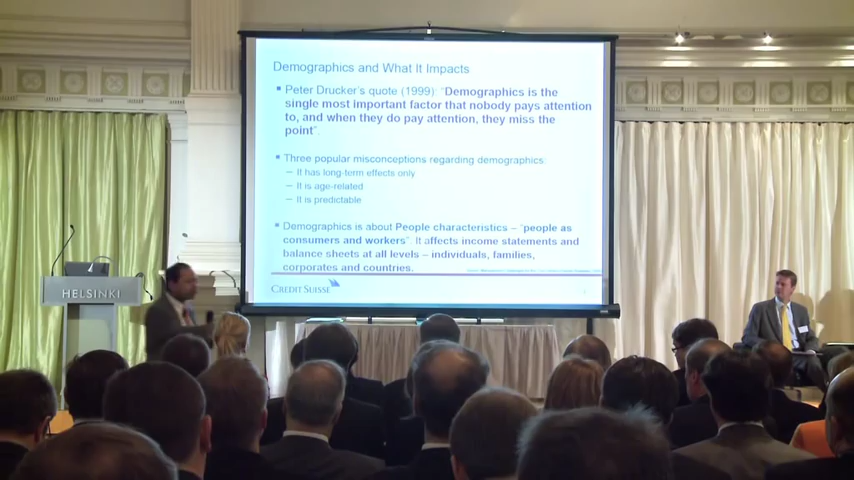 Demographics and What It Impacts
Peter Drucker's quote (1999): "Demographics is the
single most important factor that nobody pays attention
to, and when they do pay attention, they miss the
point".
Three popular misconceptions regarding demographics:
– It has long-term effects only
– It is age-related
– It is predictable
Demographics is about People characteristics – "people as
consumers and workers". It affects income statements and
balance sheets at all levels – individuals, families,
corporates and countries.
CREDIT SUISSE
HELSINKI